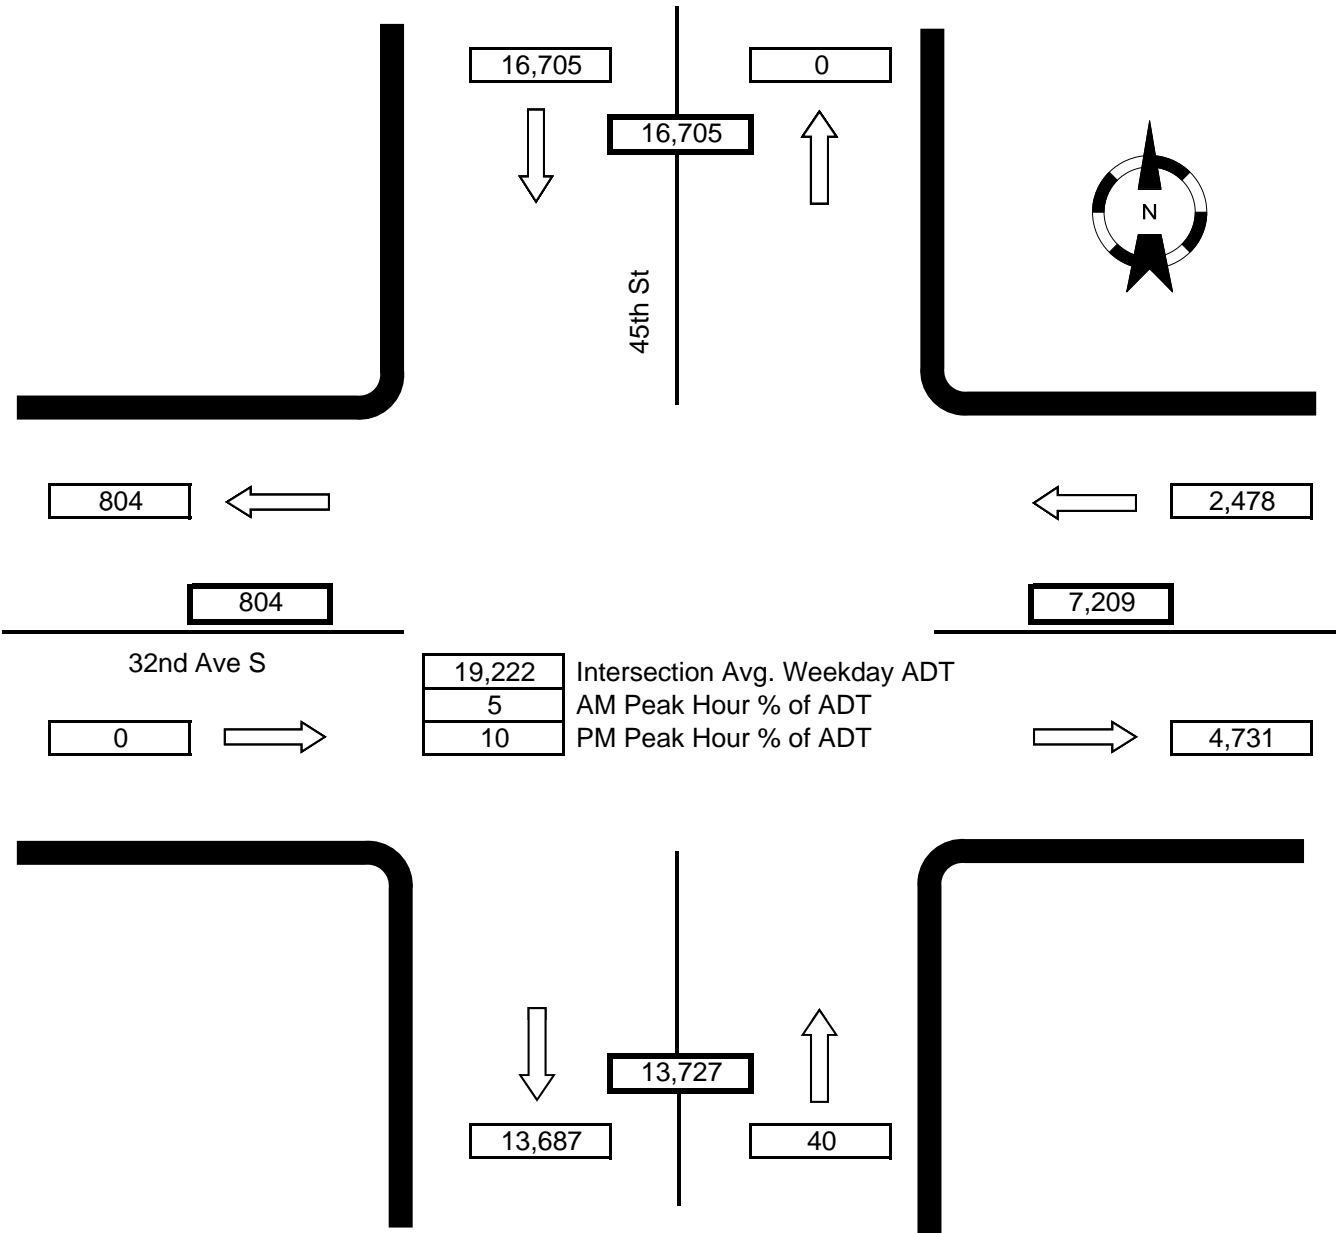 16,705
0
16,705
N
45th St
804
2,478
804
7,209
32nd Ave S
19,222 Intersection Avg. Weekday ADT
5 AM Peak Hour % of ADT
10 PM Peak Hour % of ADT
0
4,731
13,727
13,687
40